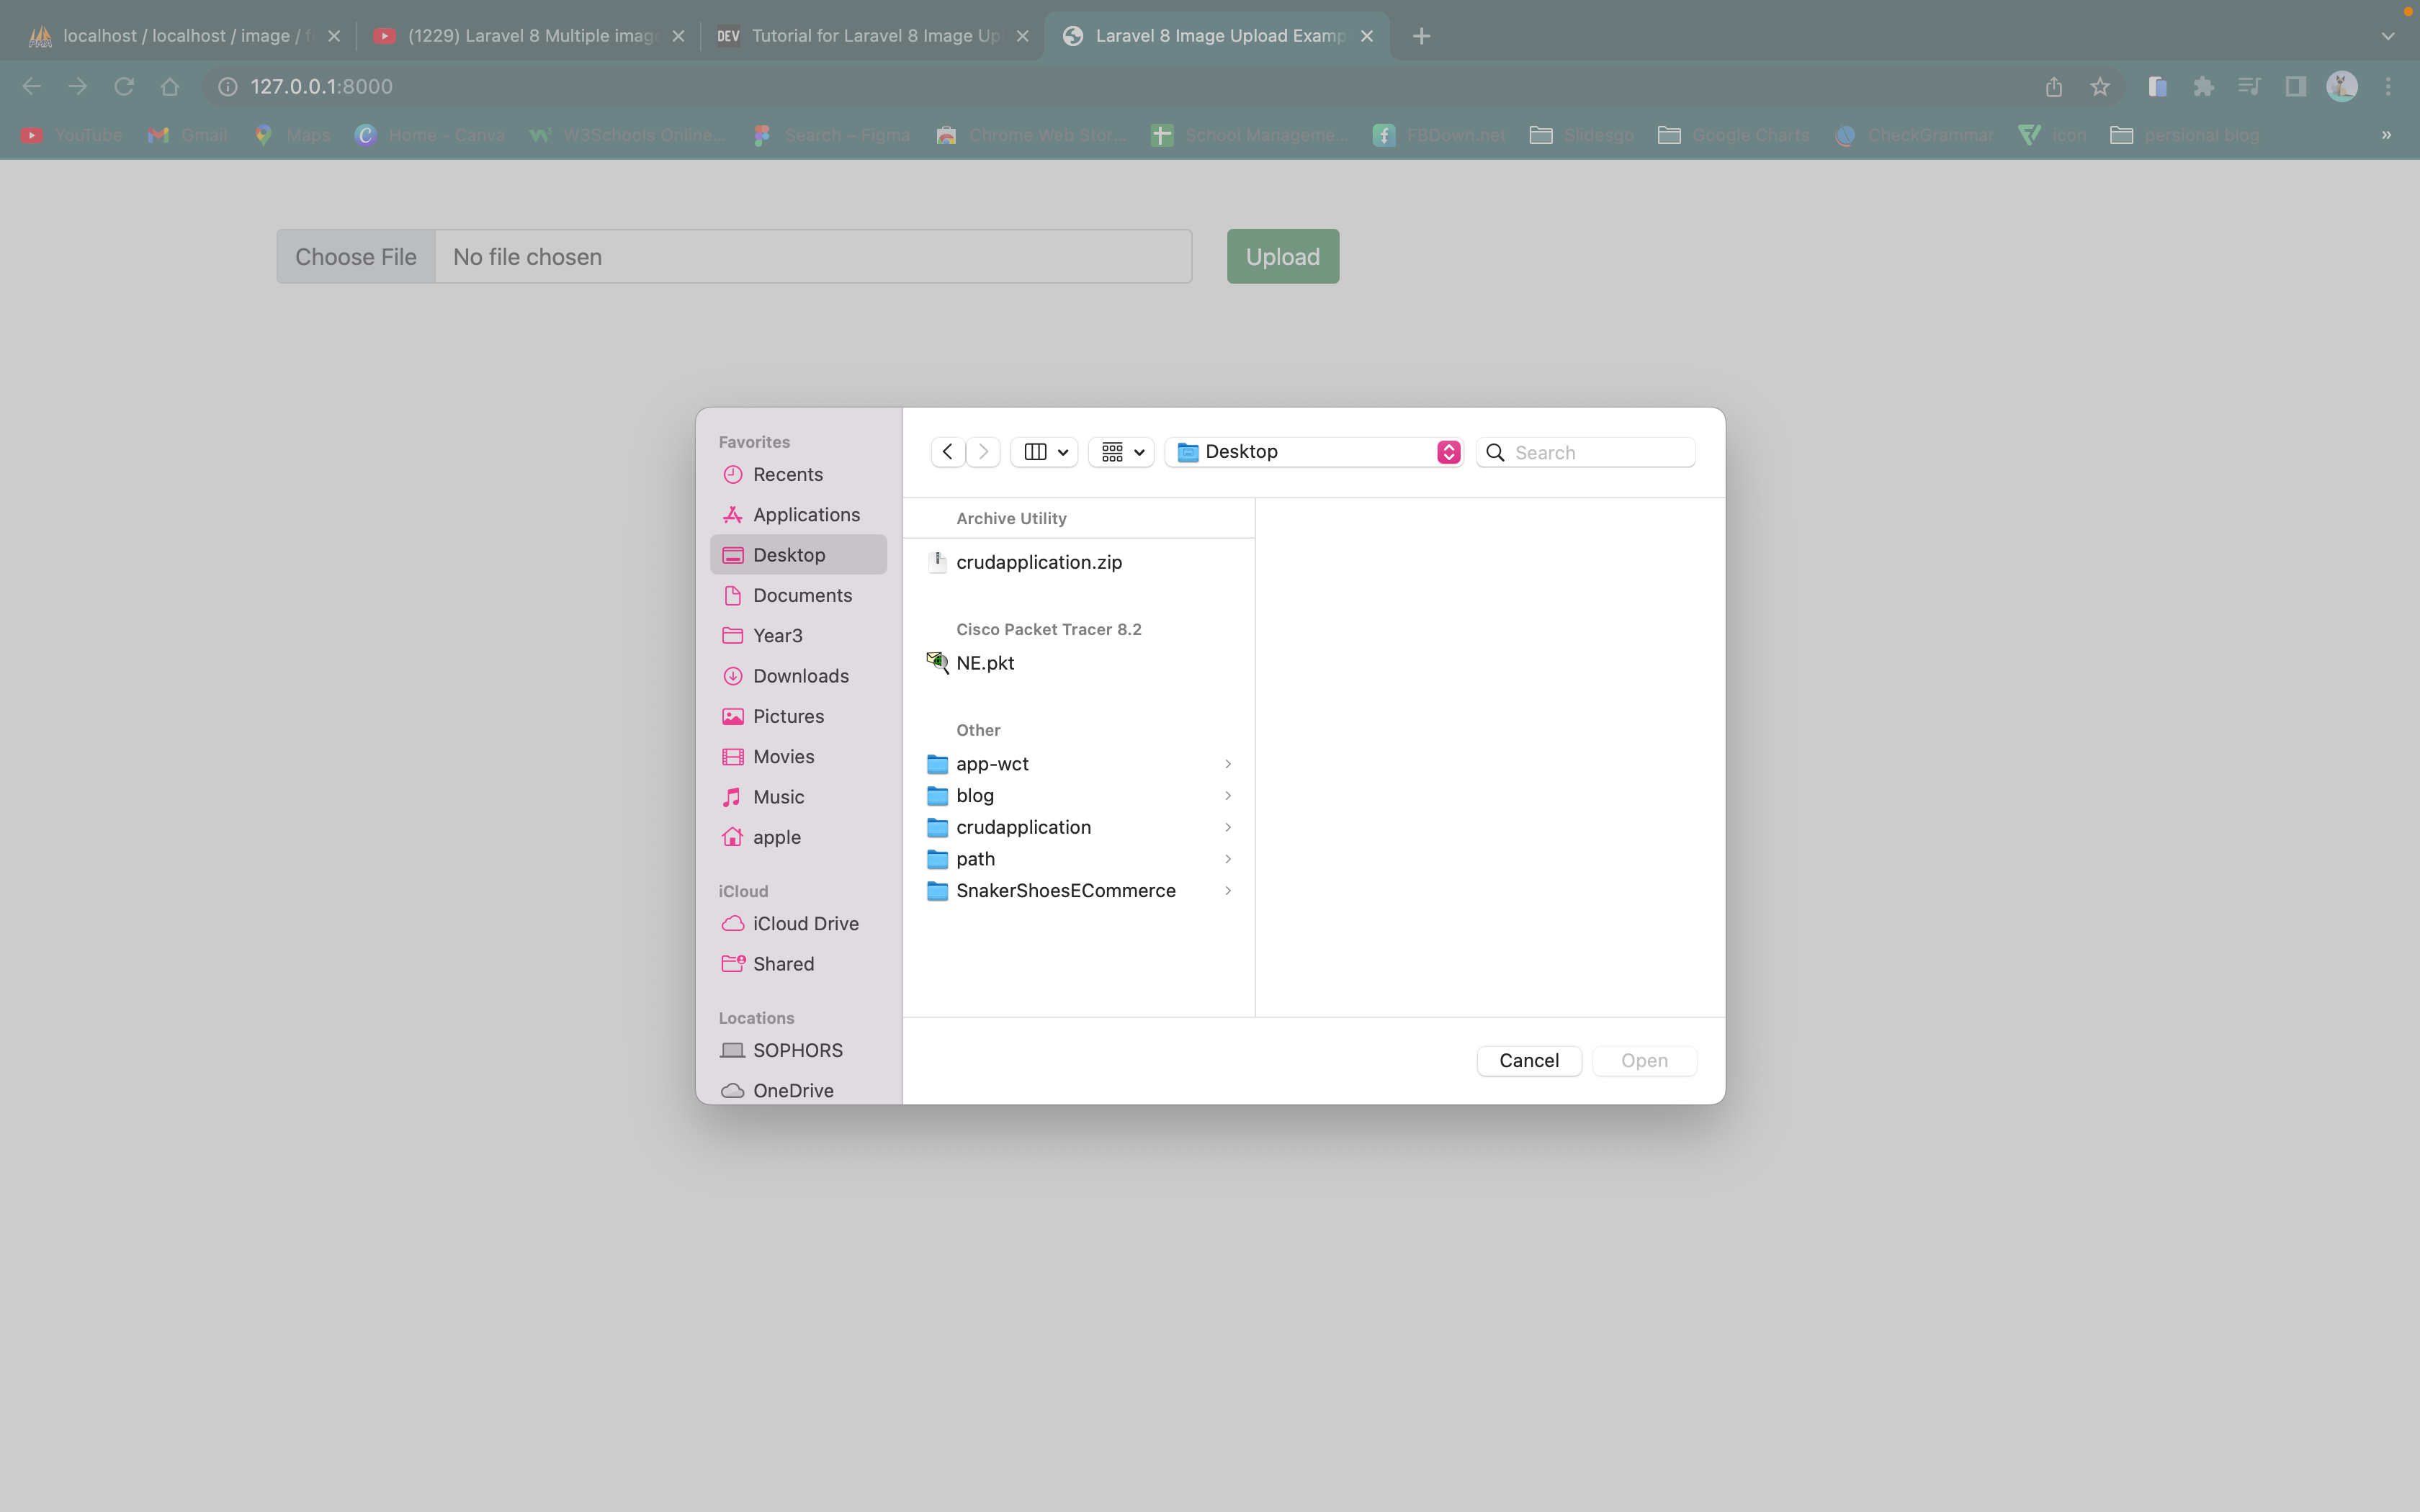 localhost / localhost / image / f
(1229) Laravel 8 Multiple imag
DEV Tutorial for Laravel 8 Image Up
Laravel 8 Image Upload Examp
127.0.0.1:8000
YouTube Gmail Maps Home - Canva W3Schools Online... Search – Figma Chrome Web Stor... School Manageme... FBDown.net Slidesgo Google Charts CheckGrammar Icon persional blog »
Choose File No file chosen Upload
Favorites
Recents
Applications
Desktop
Documents
Year3
Downloads
Pictures
Movies
Music
apple
iCloud
iCloud Drive
Shared
Locations
SOPHORS
OneDrive
Desktop
Search
Archive Utility
crudapplication.zip
Cisco Packet Tracer 8.2
NE.pkt
Other
app-wct
blog
crudapplication
path
SnakerShoesECommerce
Cancel Open